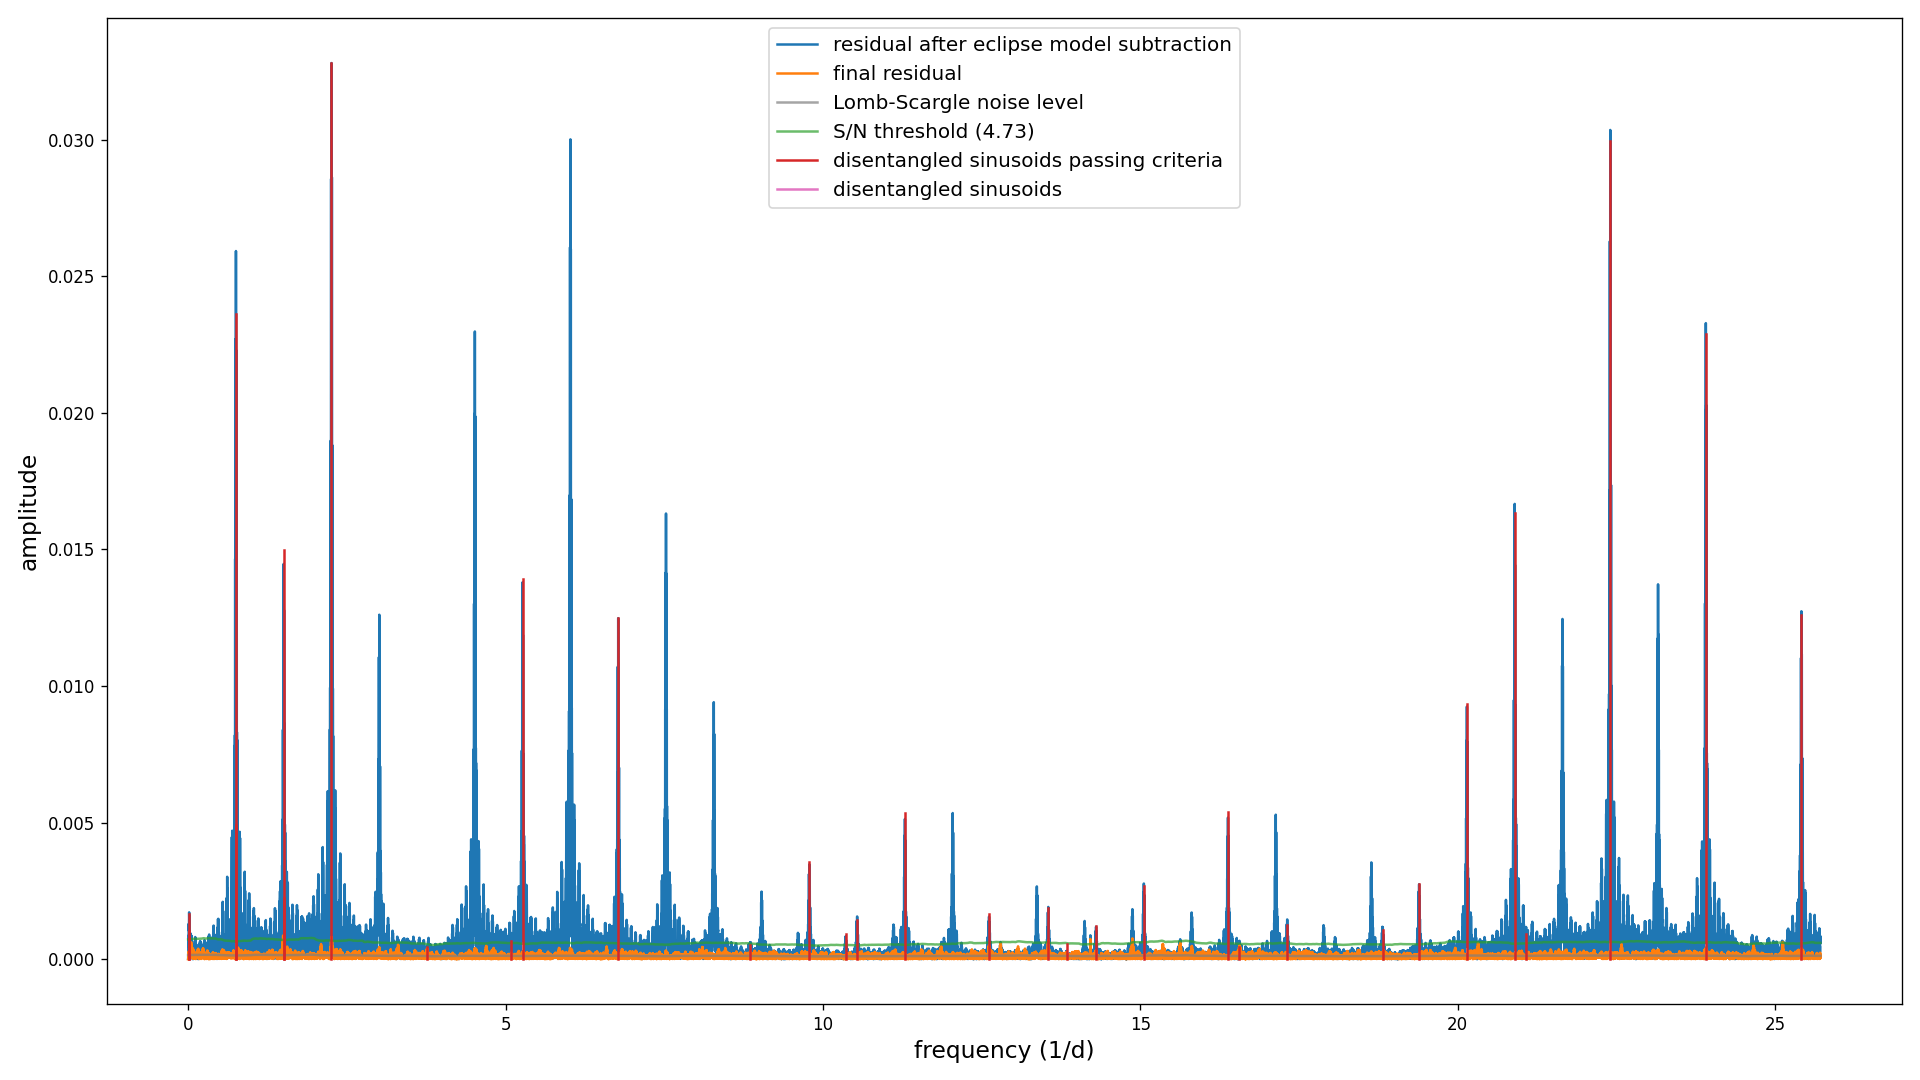 residual after eclipse model subtraction
final residual
Lomb-Scargle noise level
S/N threshold (4.73)
disentangled sinusoids passing criteria
disentangled sinusoids
amplitude
0.030
0.025
0.020
0.015
0.010
0.005
0.000
0 5 10 15 20 25
frequency (1/d)